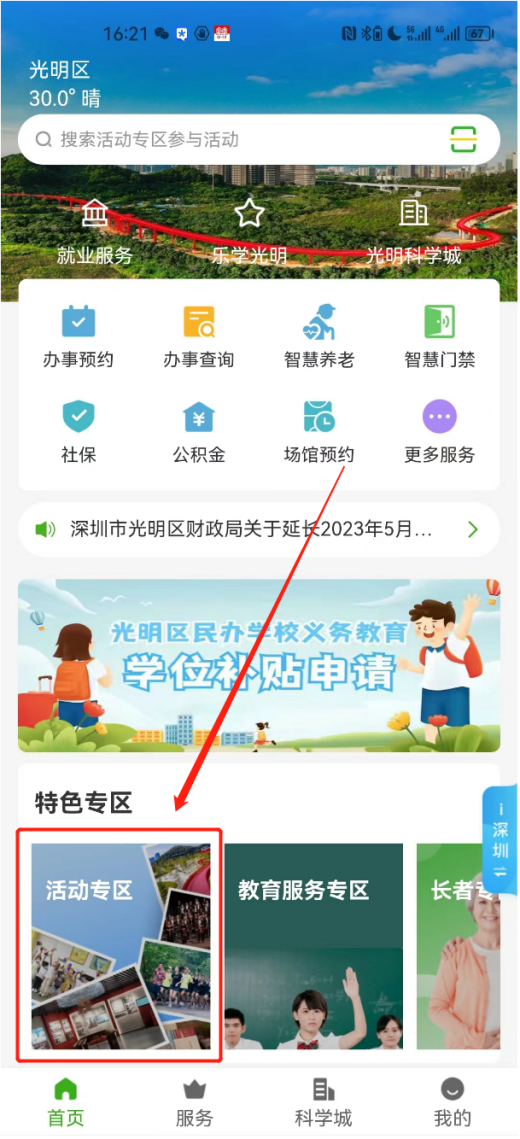 16:21
5G
4G
67
光明区
30.0° 晴
搜索活动专区参与活动
就业服务
乐学光明
光明科学城
办事预约
办事查询
智慧养老
智慧门禁
社保
公积金
场馆预约
更多服务
深圳市光明区财政局关于延长2023年5月...
光明区民办学校义务教育
学位补贴申请
特色专区
i深圳
活动专区
教育服务专区
长者专
首页
服务
科学城
我的